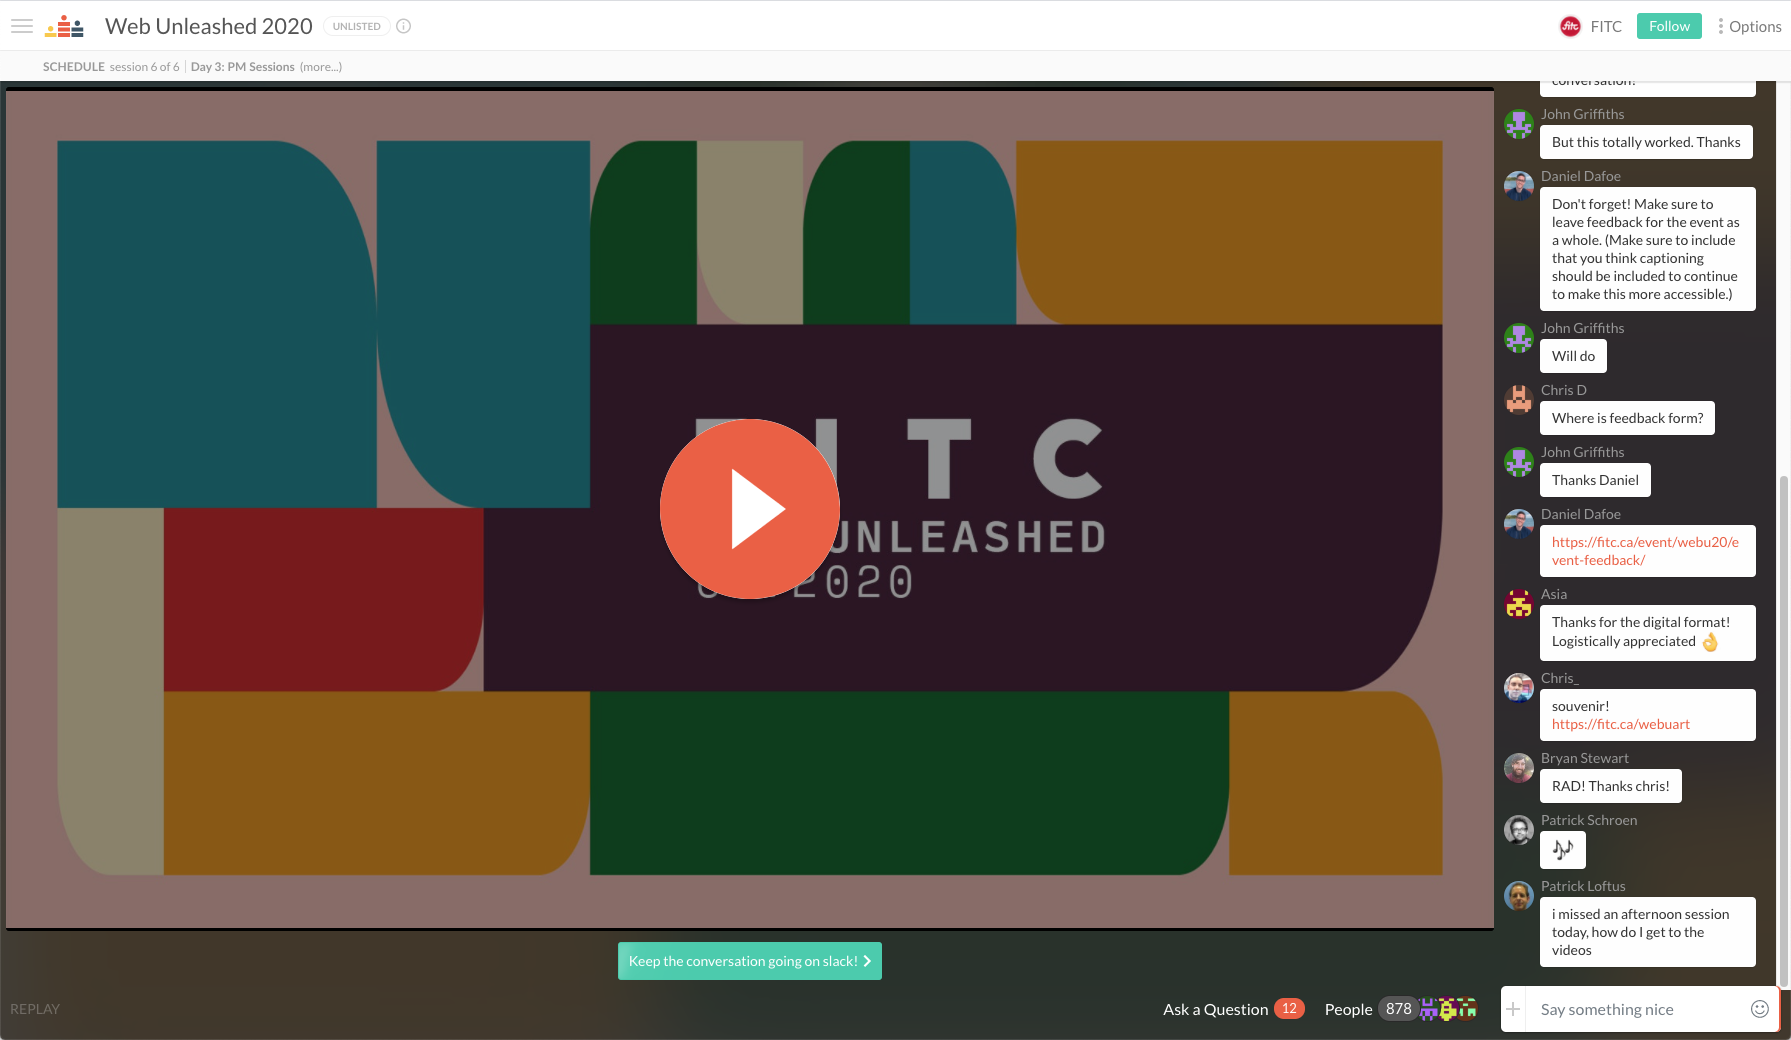 Web Unleashed 2020
UNLISTED
fitc
FITC
Follow
Options
SCHEDULE session 6 of 6 | Day 3: PM Sessions (more...)
TC
UNLEASHED
2020
Keep the conversation going on slack!
REPLAY
Ask a Question 12
People 878
conversation!
John Griffiths
But this totally worked. Thanks
Daniel Dafoe
Don't forget! Make sure to
leave feedback for the event as
a whole. (Make sure to include
that you think captioning
should be included to continue
to make this more accessible.)
John Griffiths
Will do
Chris D
Where is feedback form?
John Griffiths
Thanks Daniel
Daniel Dafoe
https://fitc.ca/event/webu20/e
vent-feedback/
Asia
Thanks for the digital format!
Logistically appreciated 👌
Chris_
souvenir!
https://fitc.ca/webuart
Bryan Stewart
RAD! Thanks chris!
Patrick Schroen
🎶
Patrick Loftus
i missed an afternoon session
today, how do I get to the
videos
Say something nice